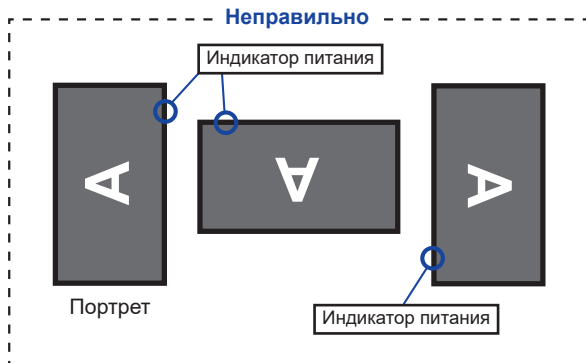 Неправильно
Индикатор питания
A
A
A
Портрет
Индикатор питания